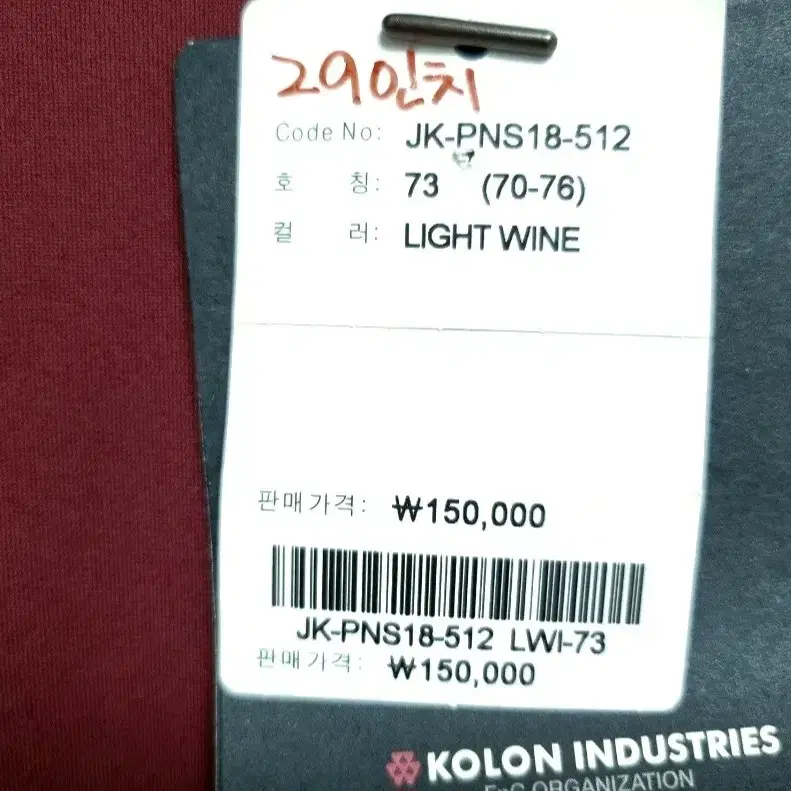 29인치
Code No: JK-PNS18-512
호 칭: 73 (70-76)
컬 러: LIGHT WINE
판매가격: ₩150,000
JK-PNS18-512 LWI-73
판매가격: ₩150,000
KOLON INDUSTRIES
FnC ORGANIZATION